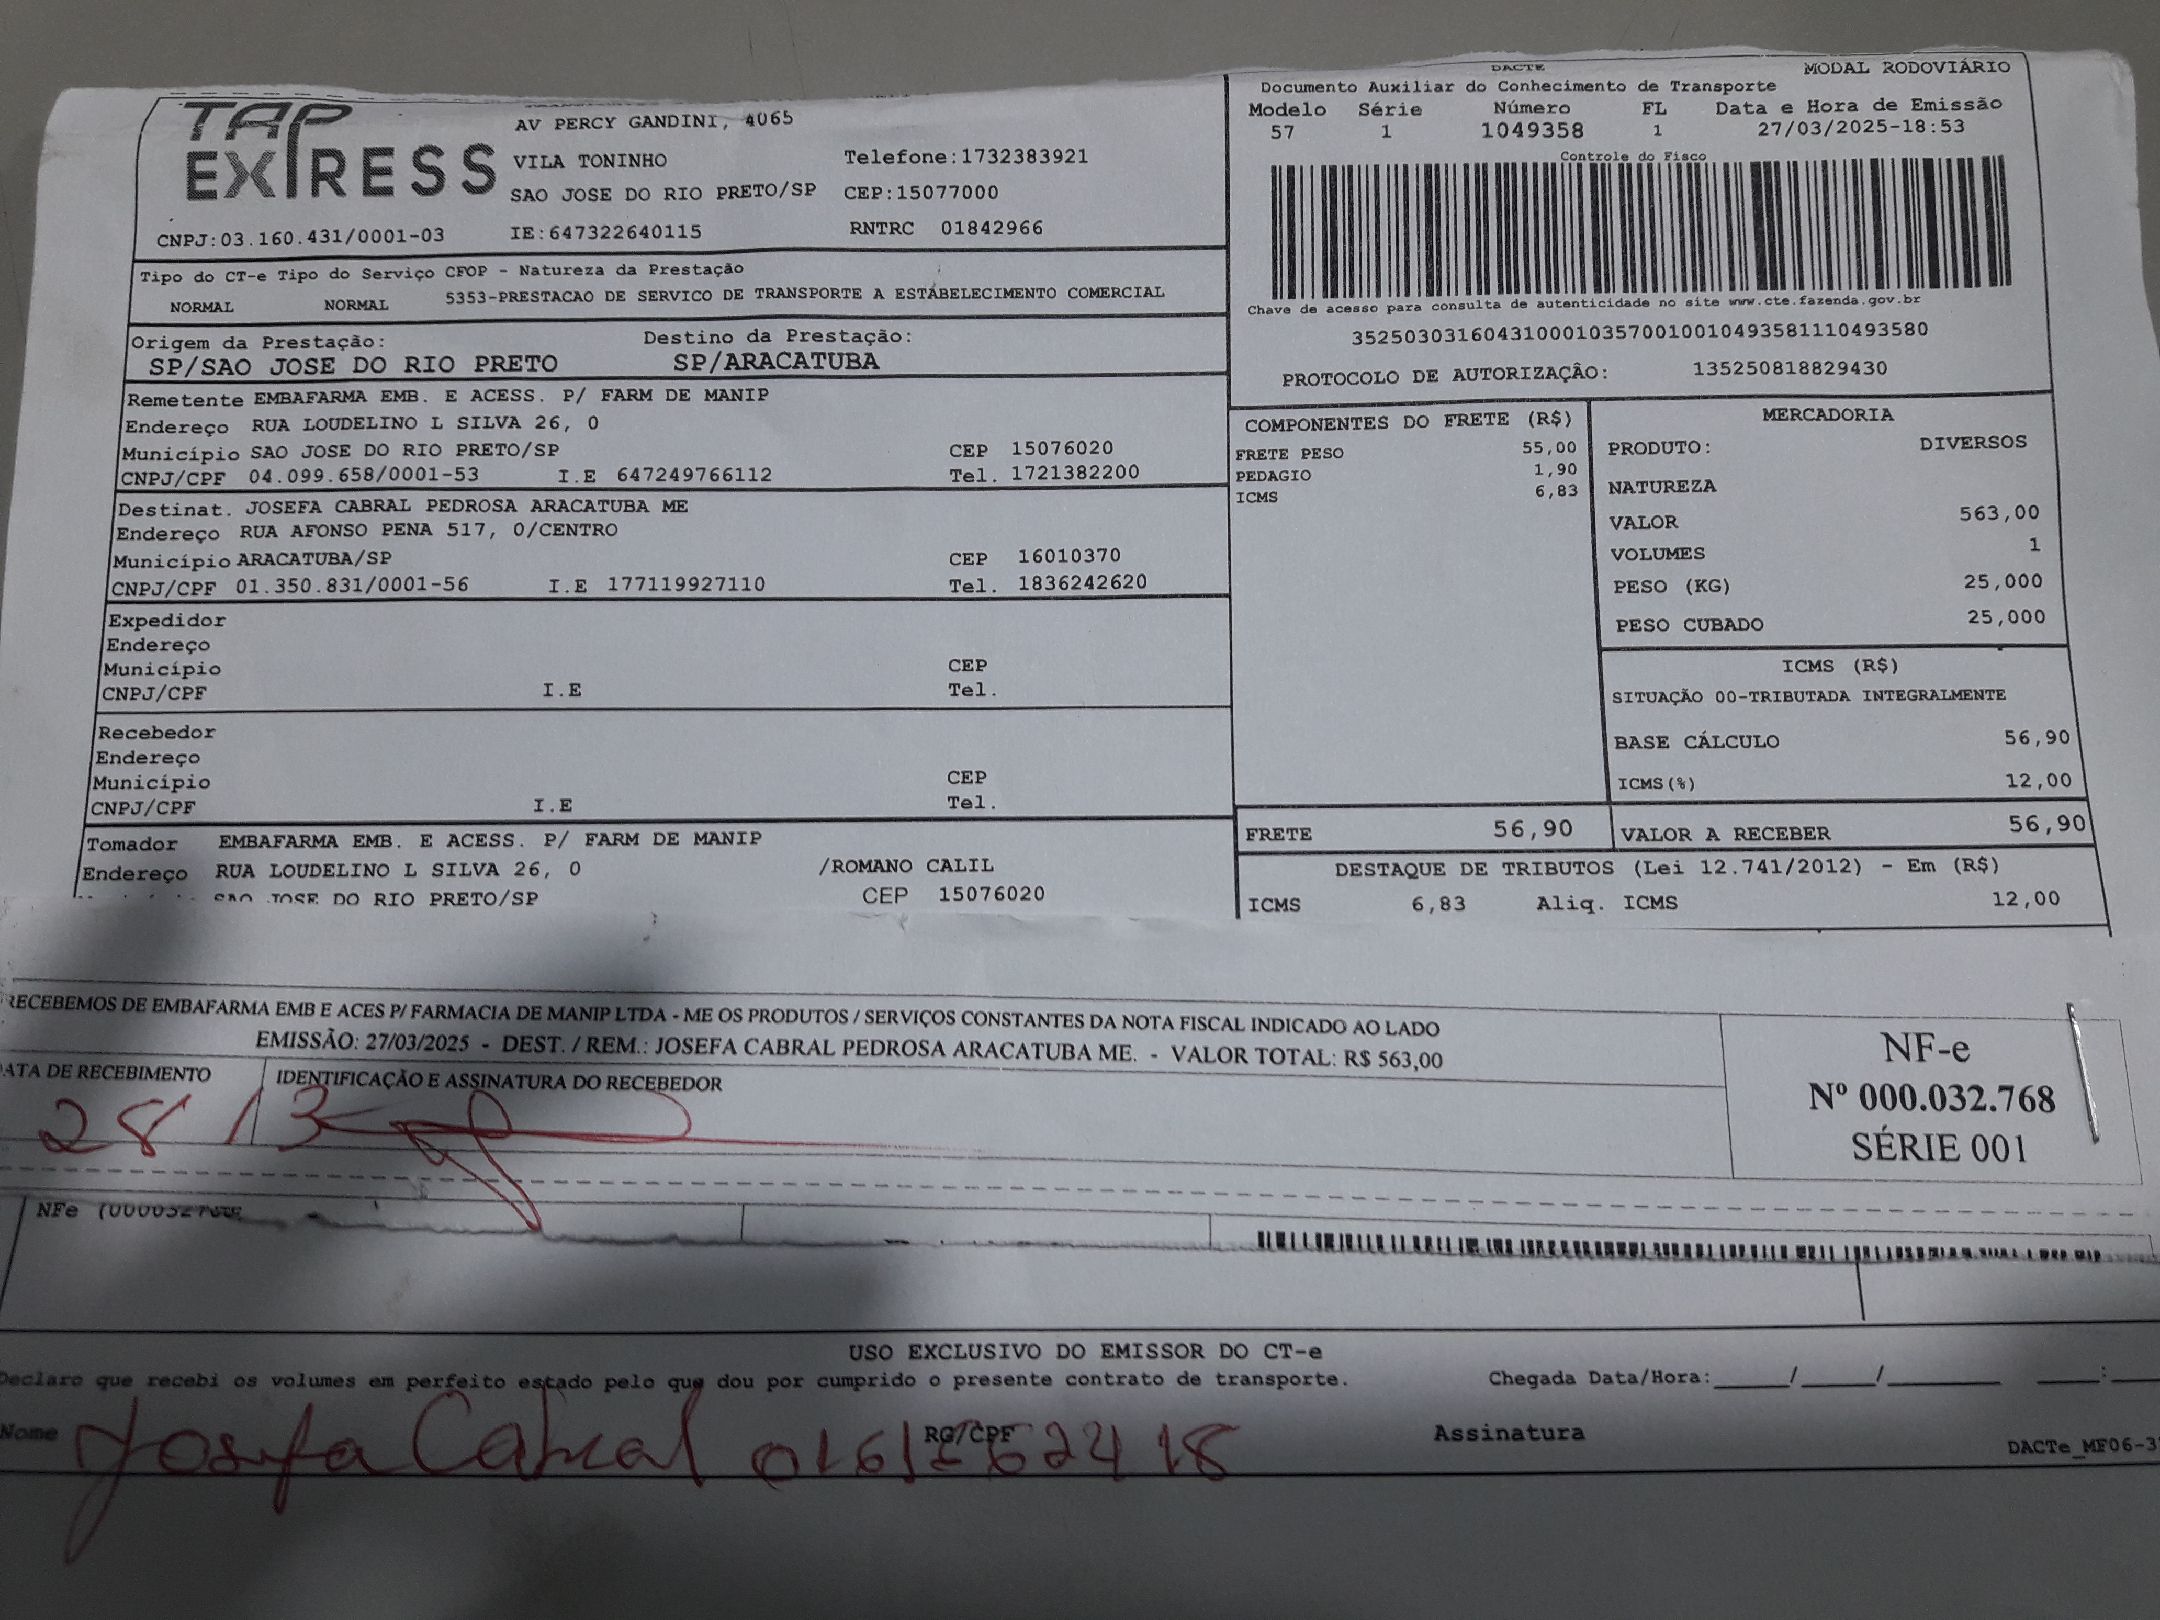 TAP
EXPRESS
AV PERCY GANDINI, 4065
VILA TONINHO Telefone:1732383921
SAO JOSE DO RIO PRETO/SP CEP:15077000
CNPJ:03.160.431/0001-03 IE:647322640115 RNTRC 01842966
DACTE MODAL RODOVIÁRIO
Documento Auxiliar do Conhecimento de Transporte
Modelo Série Número FL Data e Hora de Emissão
57 1 1049358 1 27/03/2025-18:53
Controle do Fisco
Chave de acesso para consulta de autenticidade no site www.cte.fazenda.gov.br
35250303160431000103570010010493581110493580
PROTOCOLO DE AUTORIZAÇÃO: 135250818829430
Tipo do CT-e Tipo do Serviço CFOP - Natureza da Prestação
NORMAL NORMAL 5353-PRESTACAO DE SERVICO DE TRANSPORTE A ESTABELECIMENTO COMERCIAL
Origem da Prestação: Destino da Prestação:
SP/SAO JOSE DO RIO PRETO SP/ARACATUBA
Remetente EMBAFARMA EMB. E ACESS. P/ FARM DE MANIP
Endereço RUA LOUDELINO L SILVA 26, 0
Município SAO JOSE DO RIO PRETO/SP CEP 15076020
CNPJ/CPF 04.099.658/0001-53 I.E 647249766112 Tel. 1721382200
Destinat. JOSEFA CABRAL PEDROSA ARACATUBA ME
Endereço RUA AFONSO PENA 517, 0/CENTRO
Município ARACATUBA/SP CEP 16010370
CNPJ/CPF 01.350.831/0001-56 I.E 177119927110 Tel. 1836242620
Expedidor
Endereço
Município CEP
CNPJ/CPF I.E Tel.
Recebedor
Endereço
Município CEP
CNPJ/CPF I.E Tel.
Tomador EMBAFARMA EMB. E ACESS. P/ FARM DE MANIP
Endereço RUA LOUDELINO L SILVA 26, 0 /ROMANO CALIL
SAO JOSE DO RIO PRETO/SP CEP 15076020
COMPONENTES DO FRETE (R$)
FRETE PESO 55,00
PEDAGIO 1,90
ICMS 6,83
MERCADORIA
PRODUTO: DIVERSOS
NATUREZA
VALOR 563,00
VOLUMES 1
PESO (KG) 25,000
PESO CUBADO 25,000
ICMS (R$)
SITUAÇÃO 00-TRIBUTADA INTEGRALMENTE
BASE CÁLCULO 56,90
ICMS(%) 12,00
FRETE 56,90 VALOR A RECEBER 56,90
DESTAQUE DE TRIBUTOS (Lei 12.741/2012) - Em (R$)
ICMS 6,83 Aliq. ICMS 12,00
RECEBEMOS DE EMBAFARMA EMB E ACES P/ FARMACIA DE MANIP LTDA - ME OS PRODUTOS / SERVIÇOS CONSTANTES DA NOTA FISCAL INDICADO AO LADO
EMISSÃO: 27/03/2025 - DEST. / REM.: JOSEFA CABRAL PEDROSA ARACATUBA ME. - VALOR TOTAL: R$ 563,00
DATA DE RECEBIMENTO IDENTIFICAÇÃO E ASSINATURA DO RECEBEDOR
28 / 3
NF-e
Nº 000.032.768
SÉRIE 001
NFe
USO EXCLUSIVO DO EMISSOR DO CT-e
Declaro que recebi os volumes em perfeito estado pelo que dou por cumprido o presente contrato de transporte. Chegada Data/Hora:_____/_____/________ ____:____
Nome Josefa Cabral RG/CPF Assinatura